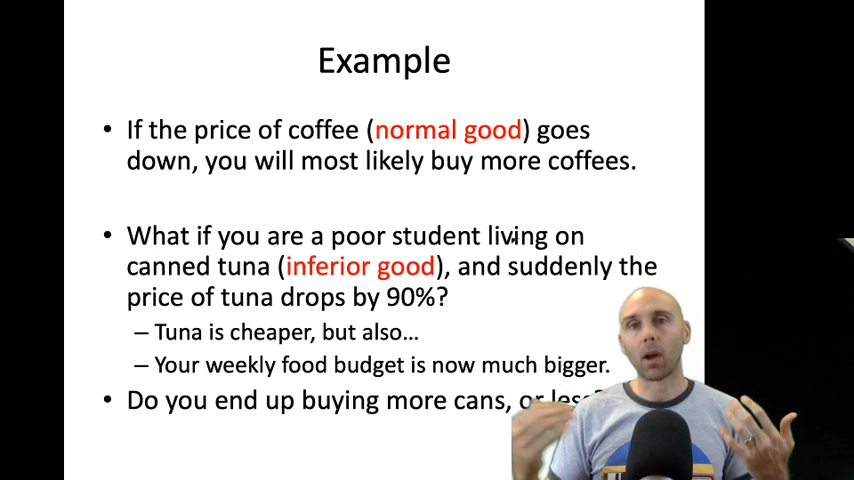 Example
• If the price of coffee (normal good) goes
down, you will most likely buy more coffees.
• What if you are a poor student living on
canned tuna (inferior good), and suddenly the
price of tuna drops by 90%?
– Tuna is cheaper, but also…
– Your weekly food budget is now much bigger.
• Do you end up buying more cans, or less?